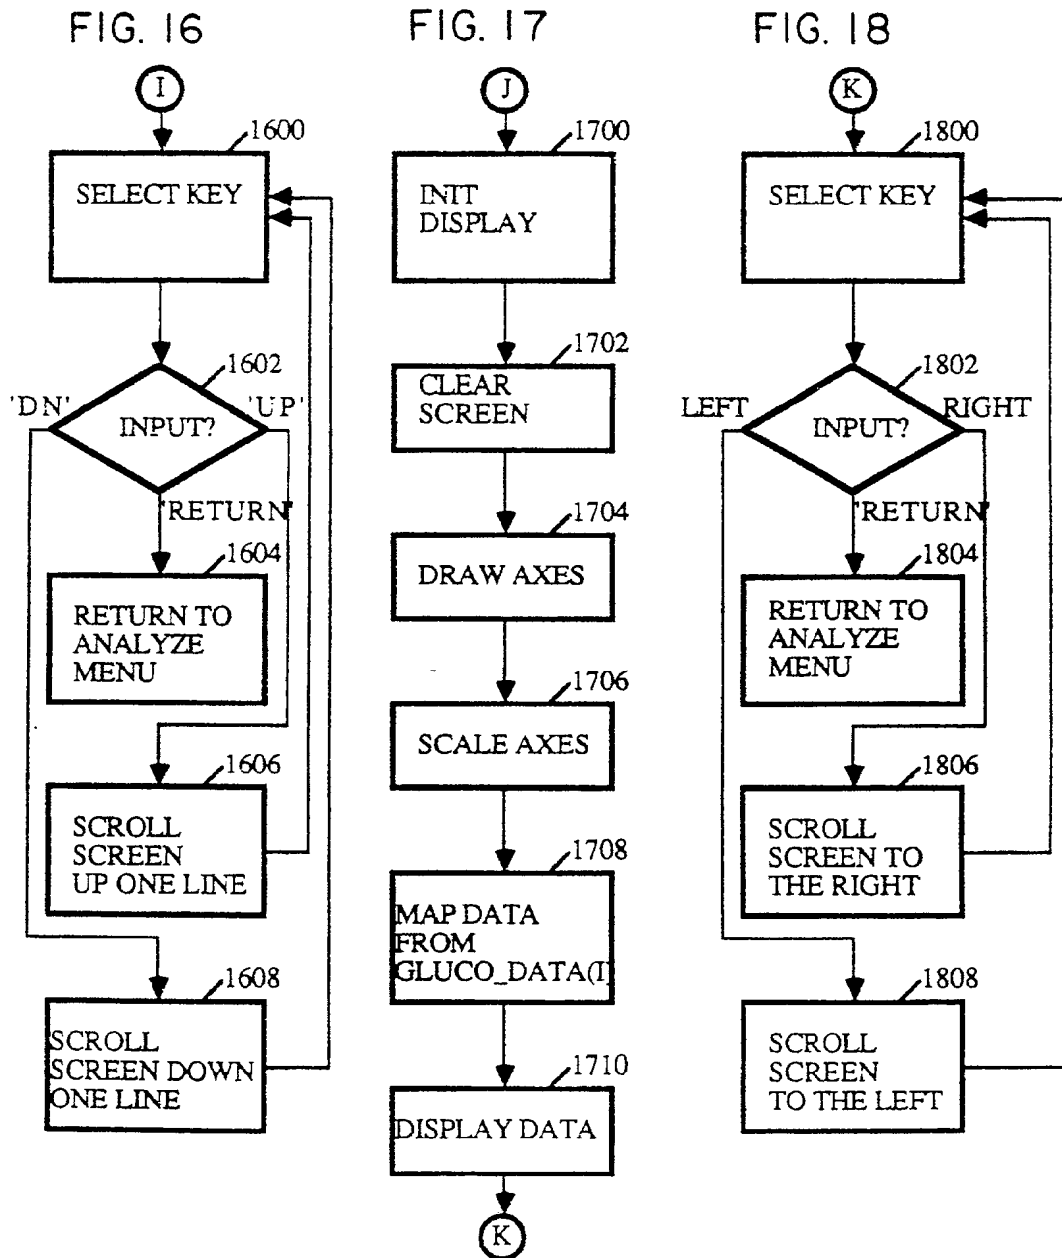 FIG. 16
I
1600
SELECT KEY
1602
'DN'
'UP'
INPUT?
'RETURN'
1604
RETURN TO
ANALYZE
MENU
1606
SCROLL
SCREEN
UP ONE LINE
1608
SCROLL
SCREEN DOWN
ONE LINE
FIG. 17
J
1700
INIT
DISPLAY
1702
CLEAR
SCREEN
1704
DRAW AXES
1706
SCALE AXES
1708
MAP DATA
FROM
GLUCO_DATA(I)
1710
DISPLAY DATA
K
FIG. 18
K
1800
SELECT KEY
1802
LEFT
RIGHT
INPUT?
'RETURN'
1804
RETURN TO
ANALYZE
MENU
1806
SCROLL
SCREEN TO
THE RIGHT
1808
SCROLL
SCREEN
TO THE LEFT